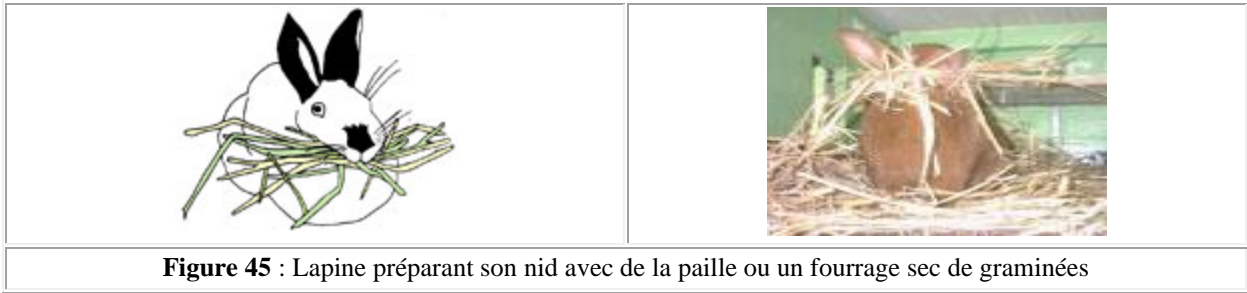 Figure 45 : Lapine préparant son nid avec de la paille ou un fourrage sec de graminées